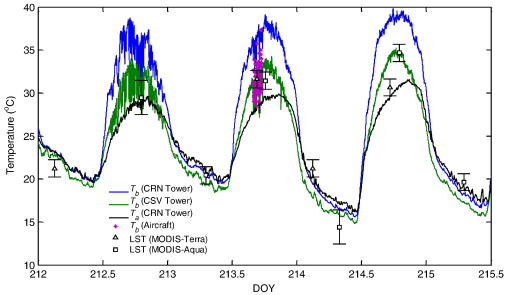 40
35
30
25
20
15
10
Temperature (°C)
Tb (CRN Tower)
Tb (CSV Tower)
Ta (CRN Tower)
Tb (Aircraft)
LST (MODIS-Terra)
LST (MODIS-Aqua)
212 212.5 213 213.5 214 214.5 215 215.5
DOY